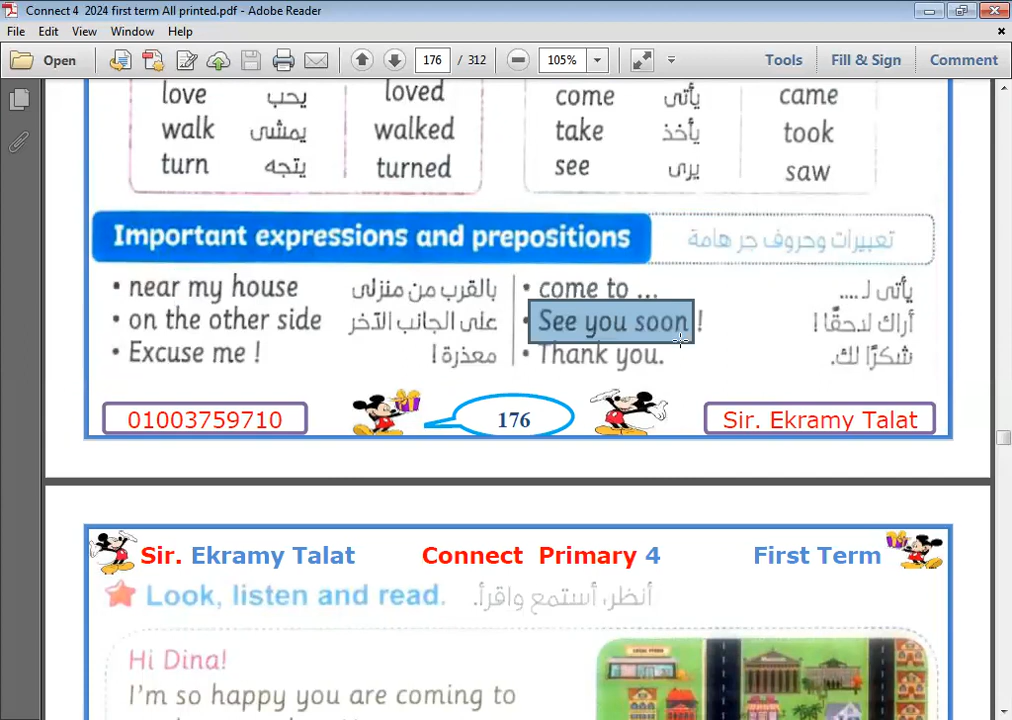 Connect 4 2024 first term All printed.pdf - Adobe Reader
File Edit View Window Help
Open 176 / 312 105% Tools Fill & Sign Comment
love يحب loved come يأتى came
walk يمشى walked take يأخذ took
turn يتجه turned see يرى saw
Important expressions and prepositions تعبيرات وحروف جر هامة
• near my house بالقرب من منزلى • come to ... يأتى لـ ....
• on the other side على الجانب الآخر • See you soon ! أراك لاحقًا !
• Excuse me ! معذرة ! • Thank you. شكرًا لك.
01003759710 176 Sir. Ekramy Talat
Sir. Ekramy Talat Connect Primary 4 First Term
Look, listen and read. أنظر، أستمع واقرأ.
Hi Dina!
I'm so happy you are coming to